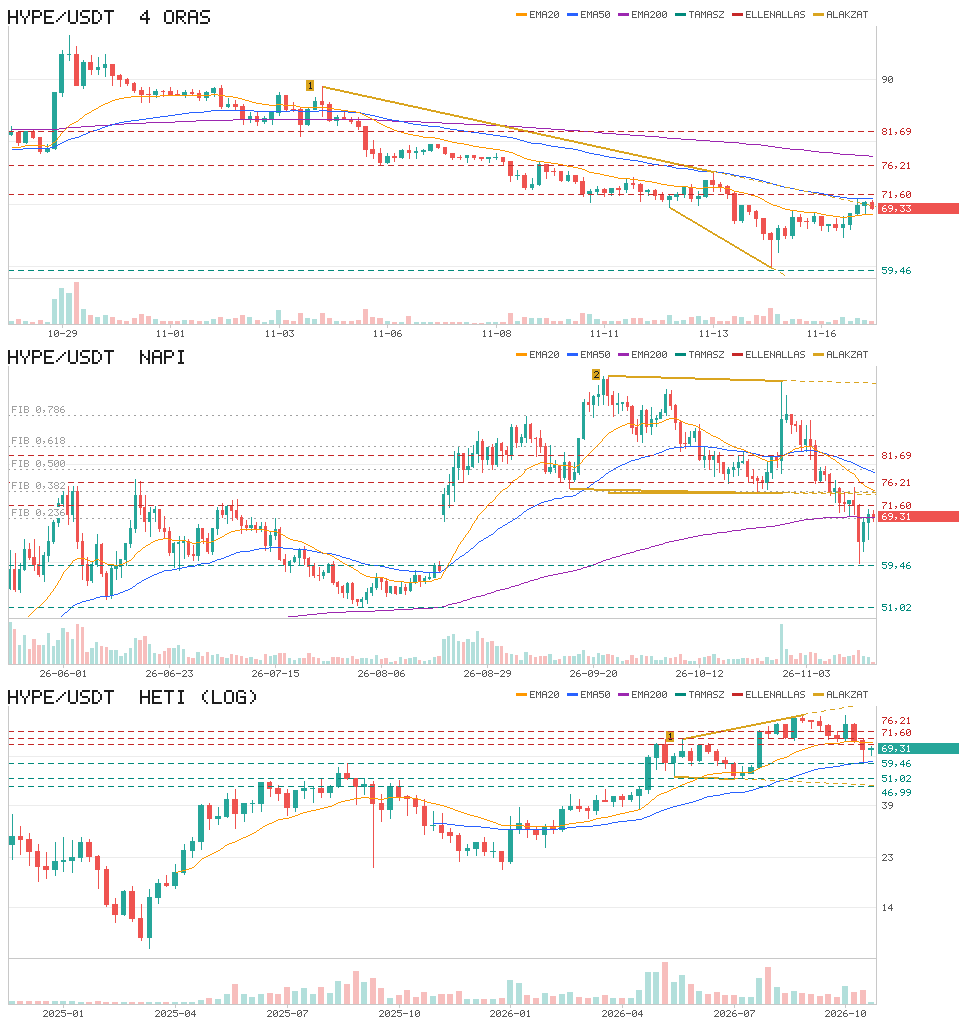 HYPE/USDT 4 ORAS
EMA20 EMA50 EMA200 TAMASZ ELLENALLAS ALAKZAT
1
90
81,69
76,21
71,60
69,33
59,46
10-29 11-01 11-03 11-06 11-08 11-11 11-13 11-16
HYPE/USDT NAPI
EMA20 EMA50 EMA200 TAMASZ ELLENALLAS ALAKZAT
2
FIB 0,786
FIB 0,618
FIB 0,500
FIB 0,382
FIB 0,236
81,69
76,21
71,60
69,31
59,46
51,02
26-06-01 26-06-23 26-07-15 26-08-06 26-08-29 26-09-20 26-10-12 26-11-03
HYPE/USDT HETI (LOG)
EMA20 EMA50 EMA200 TAMASZ ELLENALLAS ALAKZAT
1
76,21
71,60
69,31
59,46
51,02
46,99
39
23
14
2025-01 2025-04 2025-07 2025-10 2026-01 2026-04 2026-07 2026-10